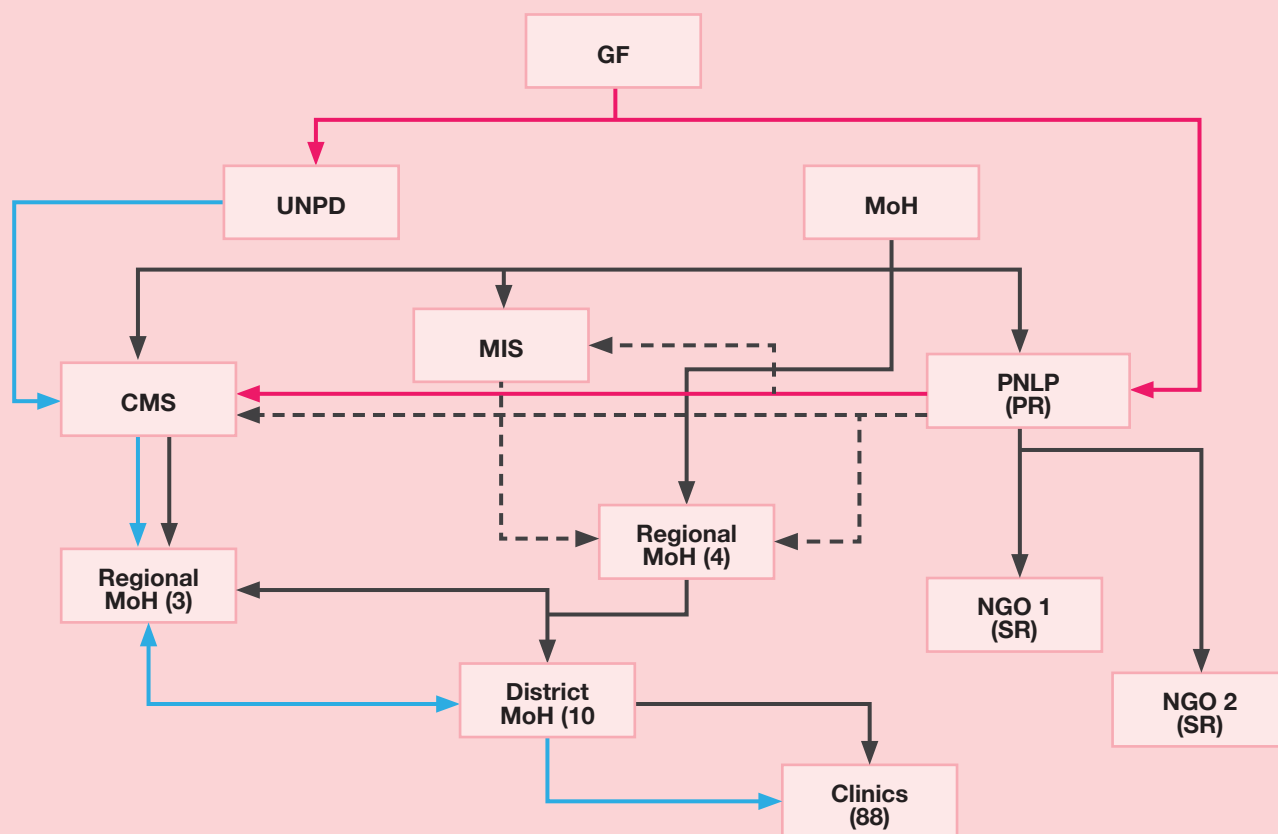 GF
UNPD
MoH
MIS
CMS
PNLP
(PR)
Regional
MoH (4)
Regional
MoH (3)
NGO 1
(SR)
District
MoH (10
NGO 2
(SR)
Clinics
(88)